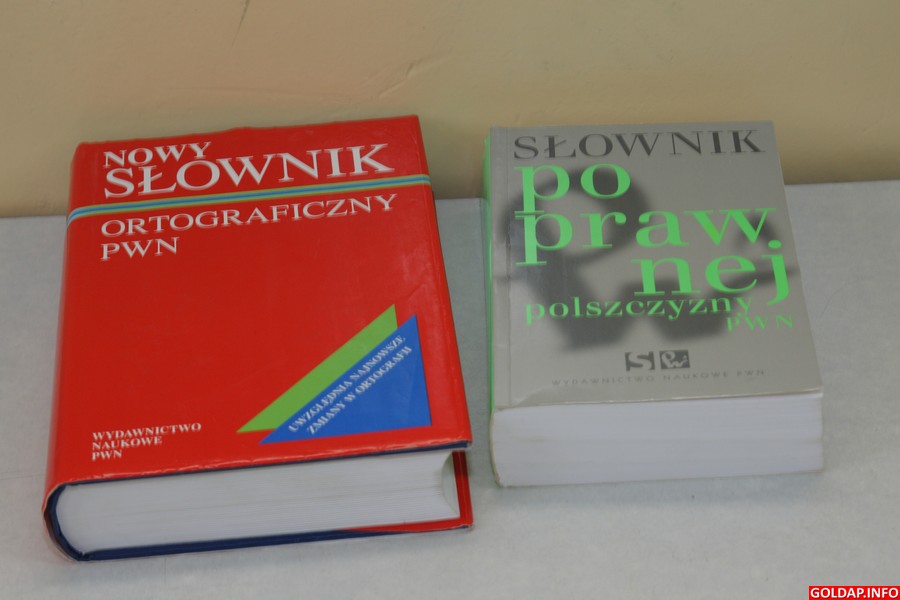 NOWY
SŁOWNIK
ORTOGRAFICZNY
PWN
UWZGLĘDNIA NAJNOWSZE
ZMIANY W ORTOGRAFII
WYDAWNICTWO
NAUKOWE
PWN
SŁOWNIK
po
praw
nej
polszczyzny
PWN
S PW
WYDAWNICTWO NAUKOWE PWN
GOLDAP.INFO